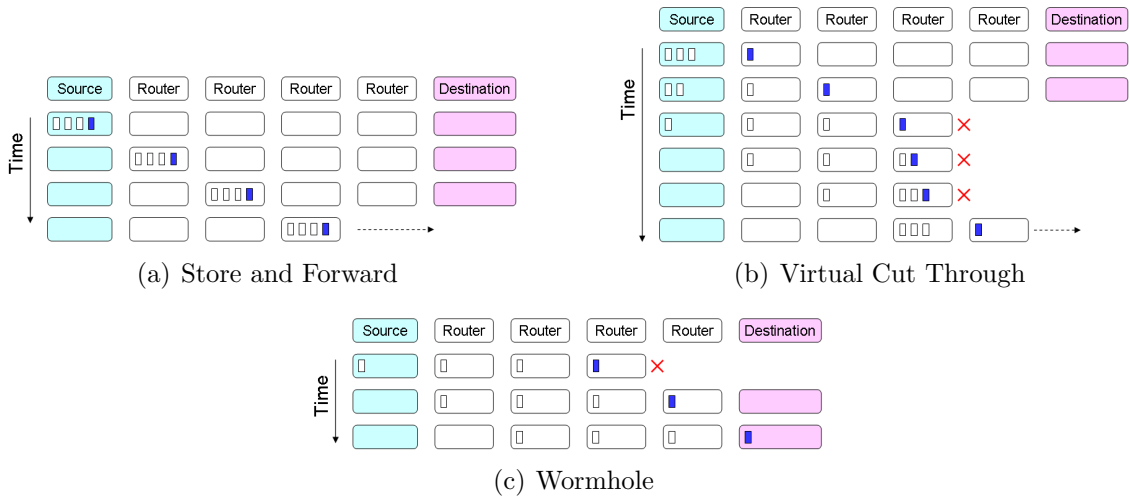 Source Router Router Router Router Destination
Time
(a) Store and Forward
Source Router Router Router Router Destination
Time
(b) Virtual Cut Through
Source Router Router Router Router Destination
Time
(c) Wormhole